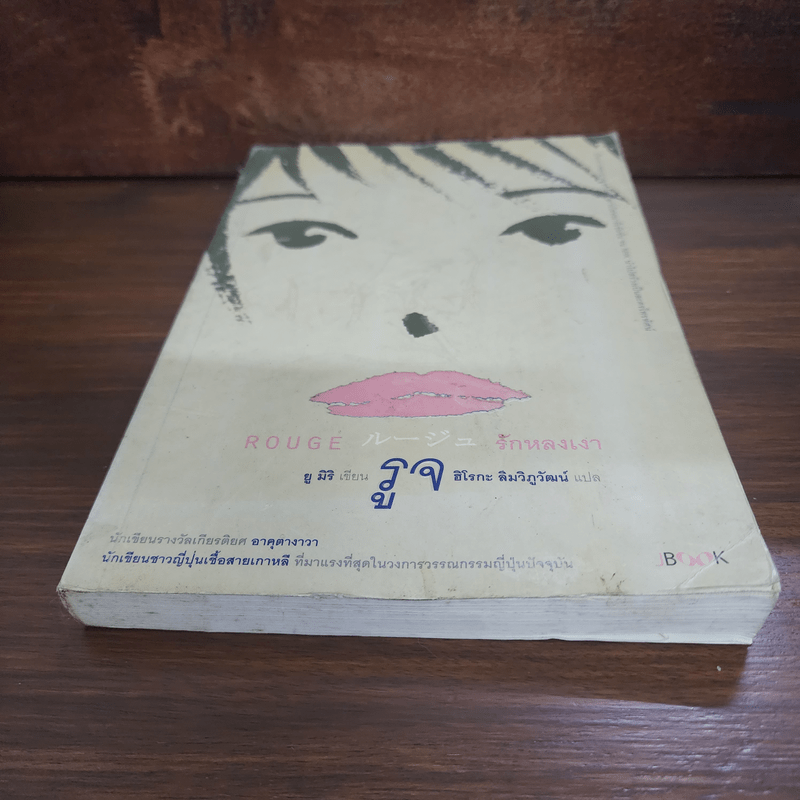 ROUGE ルージュ รักหลงเงา
ยู มิริ เขียน รูจ ฮิโรกะ ลิมวิภูวัฒน์ แปล
นักเขียนรางวัลเกียรติยศ อาคุตางาวา
นักเขียนชาวญี่ปุ่นเชื้อสายเกาหลี ที่มาแรงที่สุดในวงการวรรณกรรมญี่ปุ่นปัจจุบัน
JBOOK